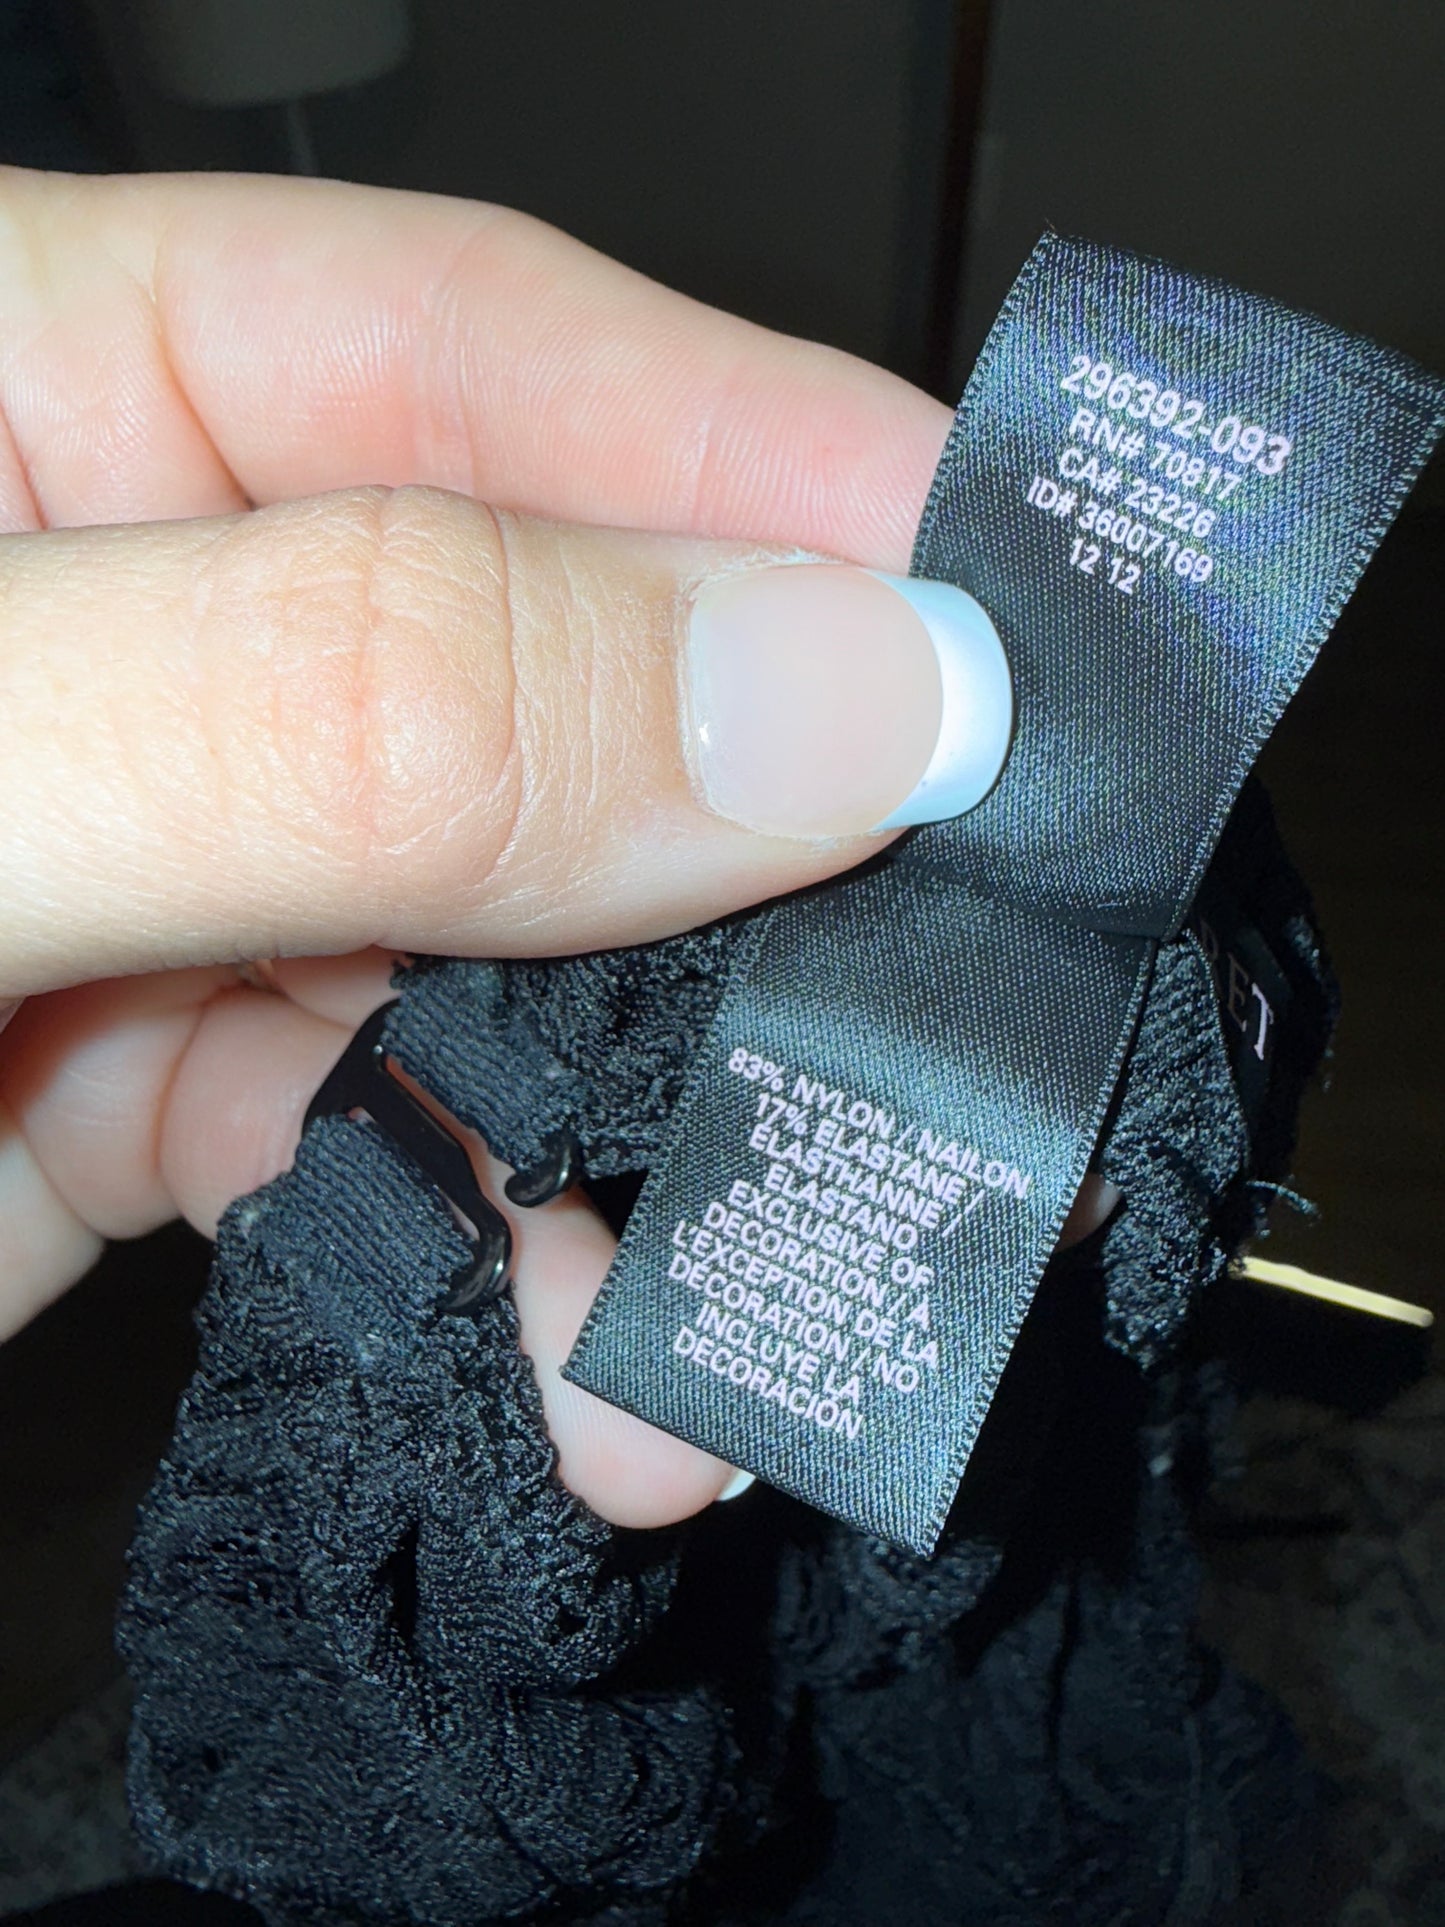 296392-093
RN# 70817
CA# 23226
ID# 36007169
12 12
83% NYLON / NAILON
17% ELASTANE /
ELASTHANNE /
ELASTANO
EXCLUSIVE OF
DECORATION / À
L'EXCEPTION DE LA
DÉCORATION / NO
INCLUYE LA
DECORACIÓN